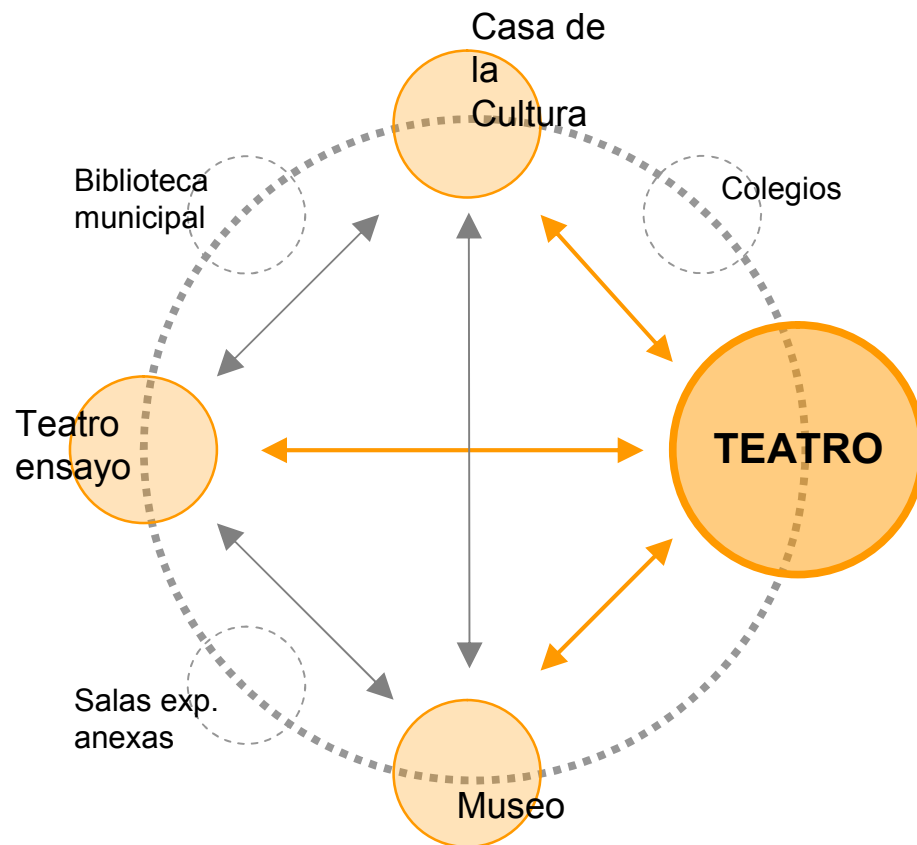 Casa de
la
Cultura
Biblioteca
municipal
Colegios
Teatro
ensayo
TEATRO
Salas exp.
anexas
Museo